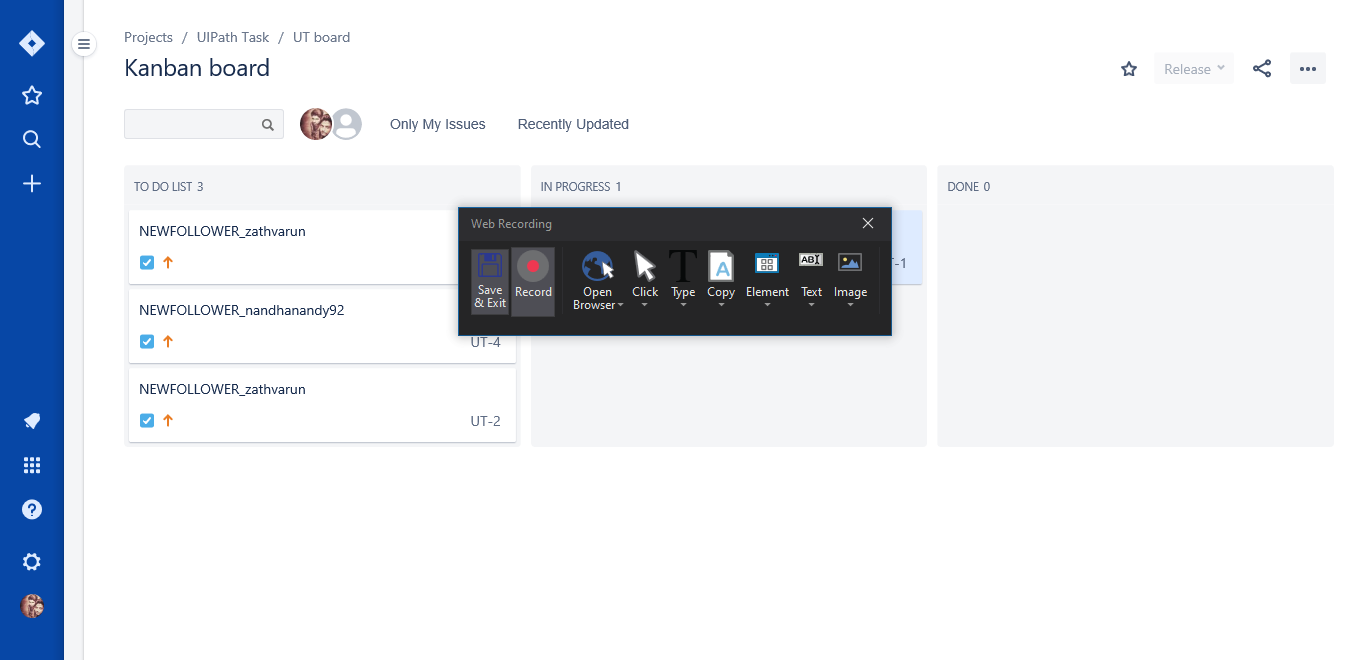 Projects / UIPath Task / UT board
Kanban board
Release
Only My Issues
Recently Updated
TO DO LIST 3
NEWFOLLOWER_zathvarun
NEWFOLLOWER_nandhanandy92
UT-4
NEWFOLLOWER_zathvarun
UT-2
IN PROGRESS 1
-1
DONE 0
Web Recording
Save
& Exit
Record
Open
Browser
Click
T
Type
A
Copy
Element
AB
Text
Image
?